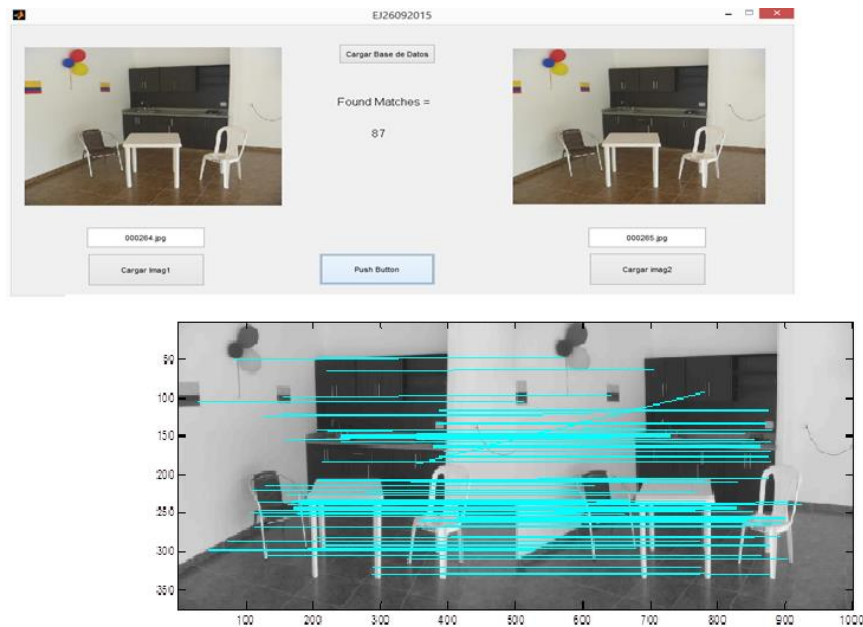 EJ26092015
Cargar Base de Datos
Found Matches =
87
000264.jpg
000265.jpg
Cargar Imag1
Push Button
Cargar imag2
50
100
150
200
250
300
350
100 200 300 400 500 600 700 800 900 1000